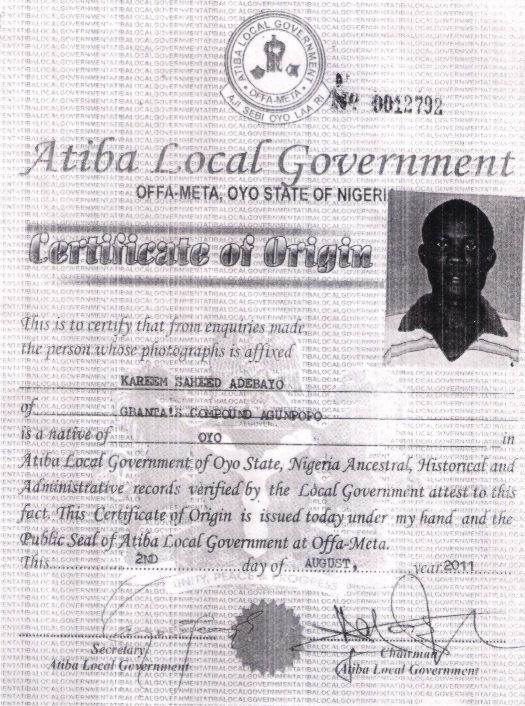 ATIBA LOCAL GOVERNMENT
OFFA-META
AJI SEBI OYO LAA RI
Nº 0012792
Atiba Local Government
OFFA-META, OYO STATE OF NIGERI
Certificate of Origin
This is to certify that from enquiries made,
the person whose photographs is affixed
KAREEM SAHEED ADEBAYO
of GBANTA'S COMPOUND AGUNPOPO
is a native of OYO in
Atiba Local Government of Oyo State, Nigeria Ancestral, Historical and
Administrative records verified by the Local Government attest to this
fact. This Certificate of Origin is issued today under my hand and the
Public Seal of Atiba Local Government at Offa-Meta.
This 2ND day of AUGUST, year 2011
UNITY, PEACE PROGRESS
Secretary
Atiba Local Government
Chairman
Atiba Local Government